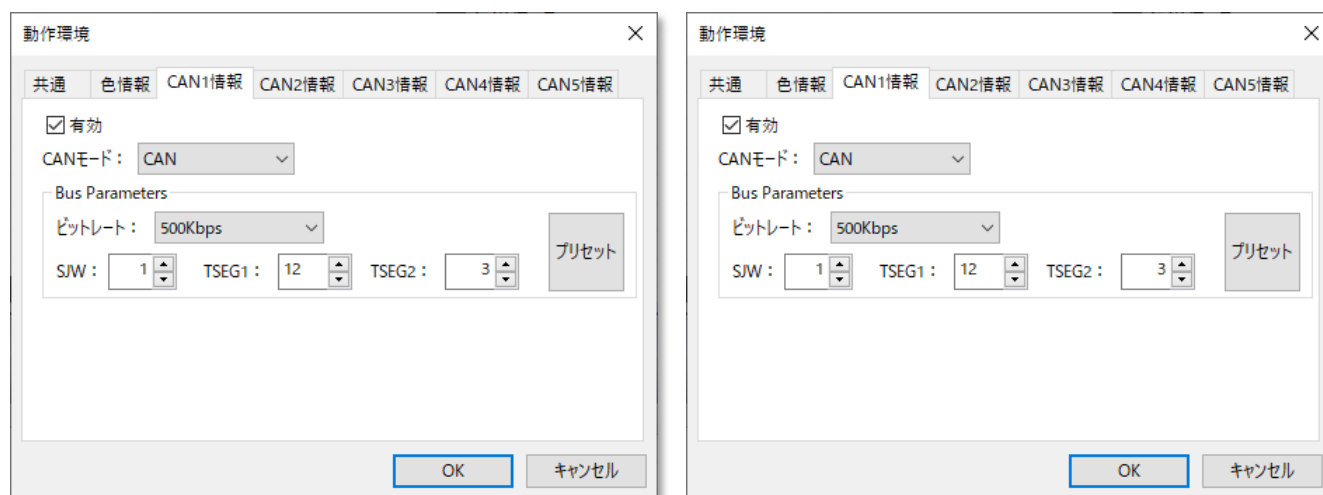 動作環境
共通 色情報 CAN1情報 CAN2情報 CAN3情報 CAN4情報 CAN5情報
有効
CANモード： CAN
Bus Parameters
ビットレート： 500Kbps
プリセット
SJW： 1 TSEG1： 12 TSEG2： 3
OK キャンセル
動作環境
共通 色情報 CAN1情報 CAN2情報 CAN3情報 CAN4情報 CAN5情報
有効
CANモード： CAN
Bus Parameters
ビットレート： 500Kbps
プリセット
SJW： 1 TSEG1： 12 TSEG2： 3
OK キャンセル